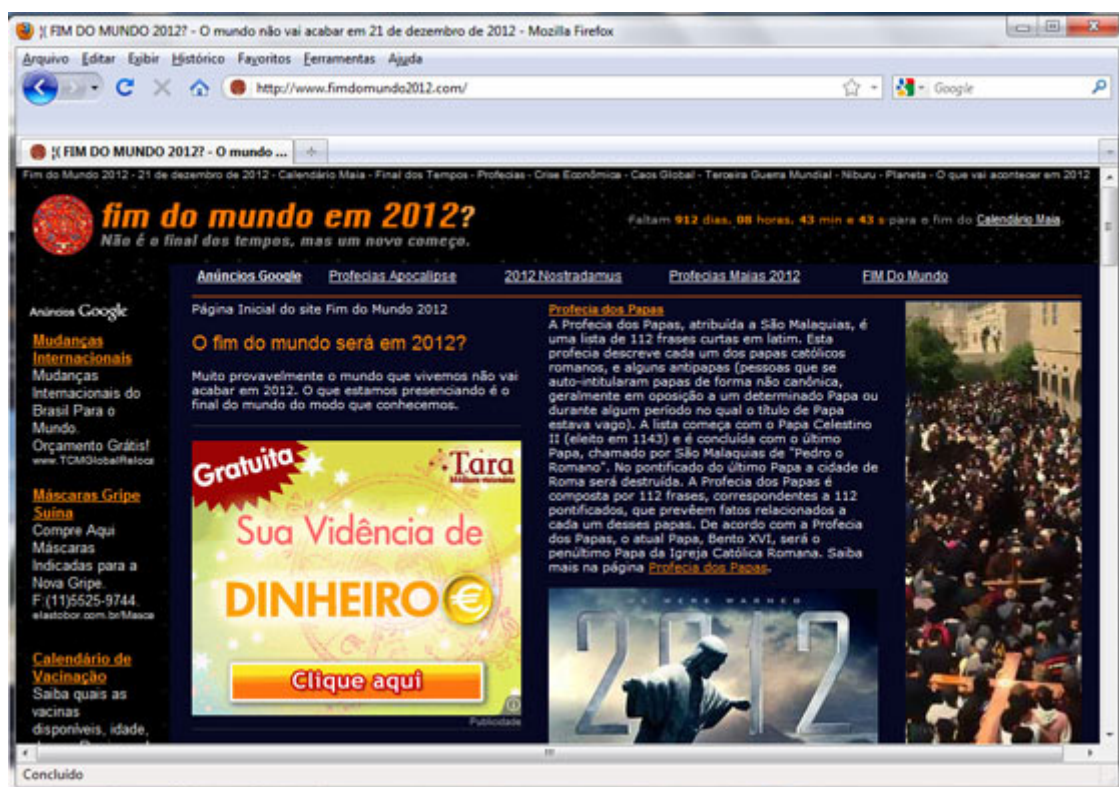 ¦( FIM DO MUNDO 2012? - O mundo não vai acabar em 21 de dezembro de 2012 - Mozilla Firefox
Arquivo Editar Exibir Histórico Favoritos Ferramentas Ajuda
http://www.fimdomundo2012.com/
Google
¦( FIM DO MUNDO 2012? - O mundo ...
Fim do Mundo 2012 - 21 de dezembro de 2012 - Calendário Maia - Final dos Tempos - Profecias - Crise Econômica - Caos Global - Terceira Guerra Mundial - Niburu - Planeta - O que vai acontecer em 2012
fim do mundo em 2012?
Não é o final dos tempos, mas um novo começo.
Faltam 912 dias, 08 horas, 43 min e 43 s para o fim do Calendário Maia.
Anúncios Google Profecias Apocalipse 2012 Nostradamus Profecias Maias 2012 FIM Do Mundo
Anúncios Google
Mudanças
Internacionais
Mudanças
Internacionais do
Brasil Para o
Mundo.
Orçamento Grátis!
www.TCMGlobalReloca
Máscaras Gripe
Suína
Compre Aqui
Máscaras
Indicadas para a
Nova Gripe.
F:(11)5525-9744.
elastobor.com.br/Masca
Calendário de
Vacinação
Saiba quais as
vacinas
disponíveis, idade,
Página Inicial do site Fim do Mundo 2012
O fim do mundo será em 2012?
Muito provavelmente o mundo que vivemos não vai
acabar em 2012. O que estamos presenciando é o
final do mundo do modo que conhecemos.
Gratuita
Tara
Sua Vidência de
DINHEIRO €
Clique aqui
Publicidade
Profecia dos Papas
A Profecia dos Papas, atribuída a São Malaquias, é
uma lista de 112 frases curtas em latim. Esta
profecia descreve cada um dos papas católicos
romanos, e alguns antipapas (pessoas que se
auto-intitularam papas de forma não canônica,
geralmente em oposição a um determinado Papa ou
durante algum período no qual o título de Papa
estava vago). A lista começa com o Papa Celestino
II (eleito em 1143) e é concluída com o último
Papa, chamado por São Malaquias de "Pedro o
Romano". No pontificado do último Papa a cidade de
Roma será destruída. A Profecia dos Papas é
composta por 112 frases, correspondentes a 112
pontificados, que prevêem fatos relacionados a
cada um desses papas. De acordo com a Profecia
dos Papas, o atual Papa, Bento XVI, será o
penúltimo Papa da Igreja Católica Romana. Saiba
mais na página Profecia dos Papas.
WE WERE WARNED
2012
Concluído